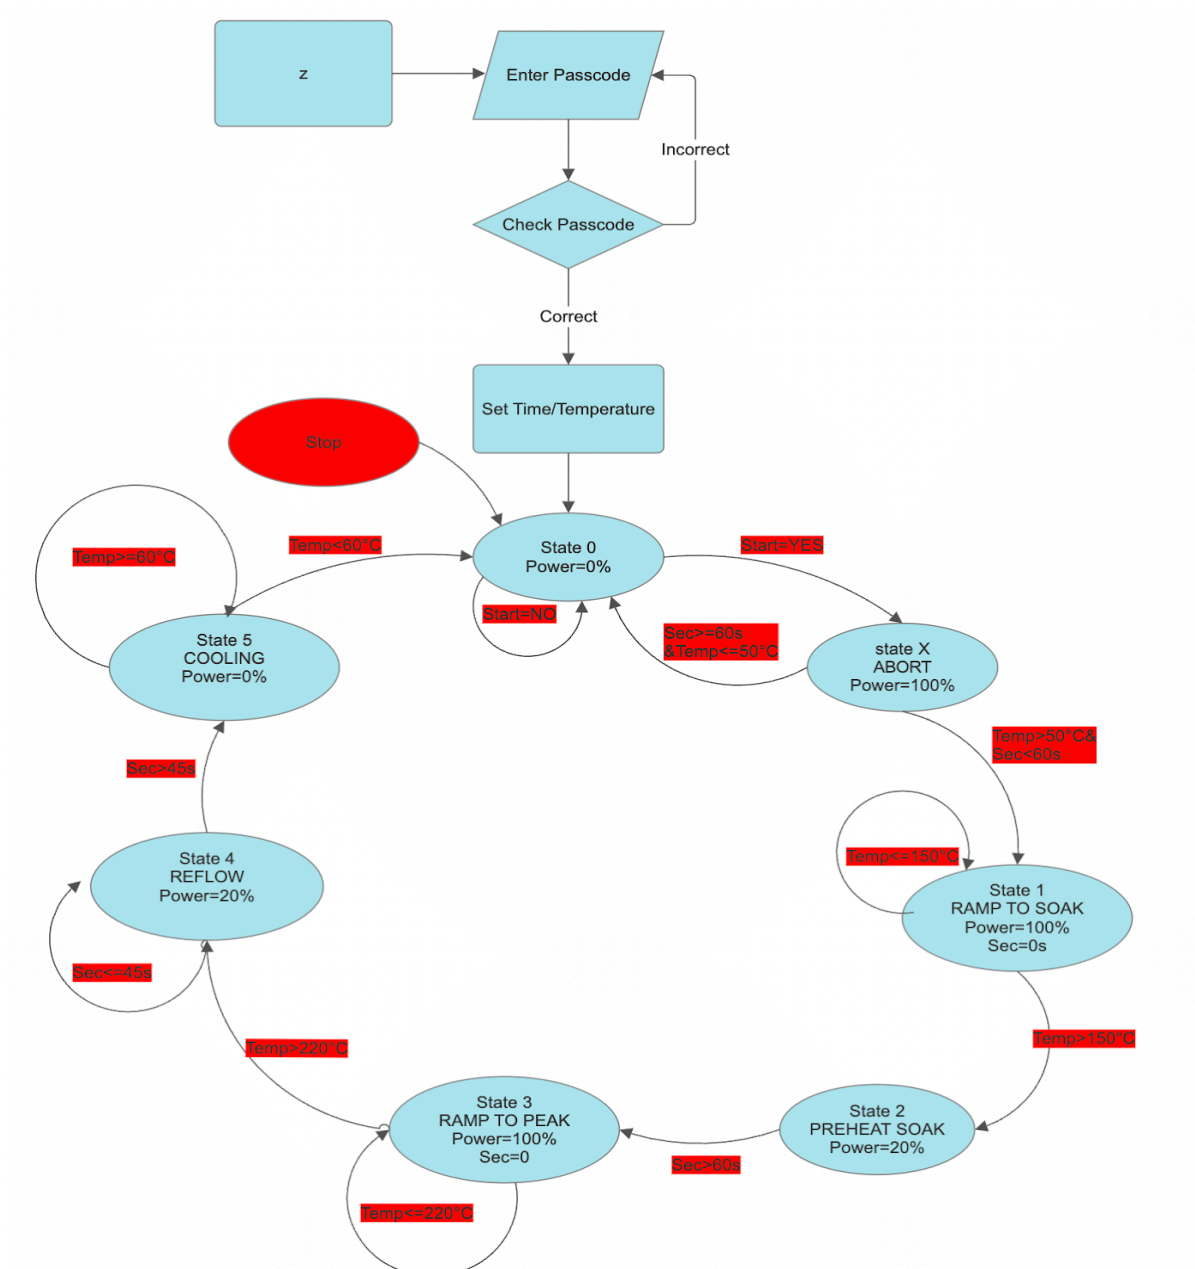 z
Enter Passcode
Incorrect
Check Passcode
Correct
Set Time/Temperature
Stop
State 0
Power=0%
Start=NO
Start=YES
Temp<60°C
Temp>=60°C
Sec>=60s
&Temp<=50°C
state X
ABORT
Power=100%
Temp>50°C&
Sec<60s
State 5
COOLING
Power=0%
Sec>45s
Temp<=150°C
State 1
RAMP TO SOAK
Power=100%
Sec=0s
State 4
REFLOW
Power=20%
Sec<=45s
Temp>150°C
Temp>220°C
State 3
RAMP TO PEAK
Power=100%
Sec=0
State 2
PREHEAT SOAK
Power=20%
Sec>60s
Temp<=220°C